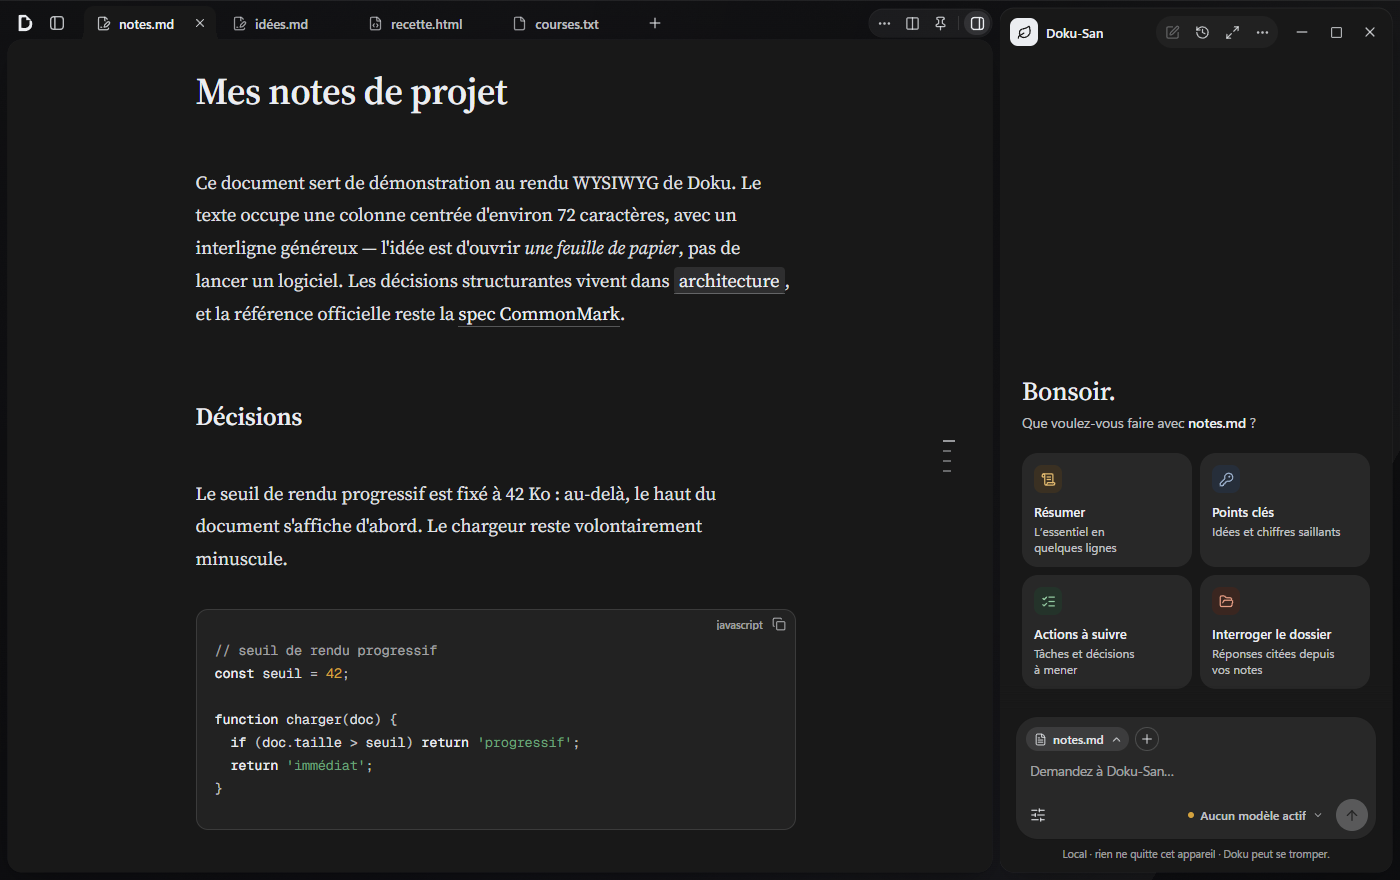 notes.md
idées.md
recette.html
courses.txt
Doku-San
Mes notes de projet
Ce document sert de démonstration au rendu WYSIWYG de Doku. Le
texte occupe une colonne centrée d'environ 72 caractères, avec un
interligne généreux — l'idée est d'ouvrir une feuille de papier, pas de
lancer un logiciel. Les décisions structurantes vivent dans architecture ,
et la référence officielle reste la spec CommonMark.
Décisions
Le seuil de rendu progressif est fixé à 42 Ko : au-delà, le haut du
document s'affiche d'abord. Le chargeur reste volontairement
minuscule.
javascript
// seuil de rendu progressif
const seuil = 42;
function charger(doc) {
  if (doc.taille > seuil) return 'progressif';
  return 'immédiat';
}
Bonsoir.
Que voulez-vous faire avec notes.md ?
Résumer
L'essentiel en
quelques lignes
Points clés
Idées et chiffres saillants
Actions à suivre
Tâches et décisions
à mener
Interroger le dossier
Réponses citées depuis
vos notes
notes.md
Demandez à Doku-San...
Aucun modèle actif
Local · rien ne quitte cet appareil · Doku peut se tromper.